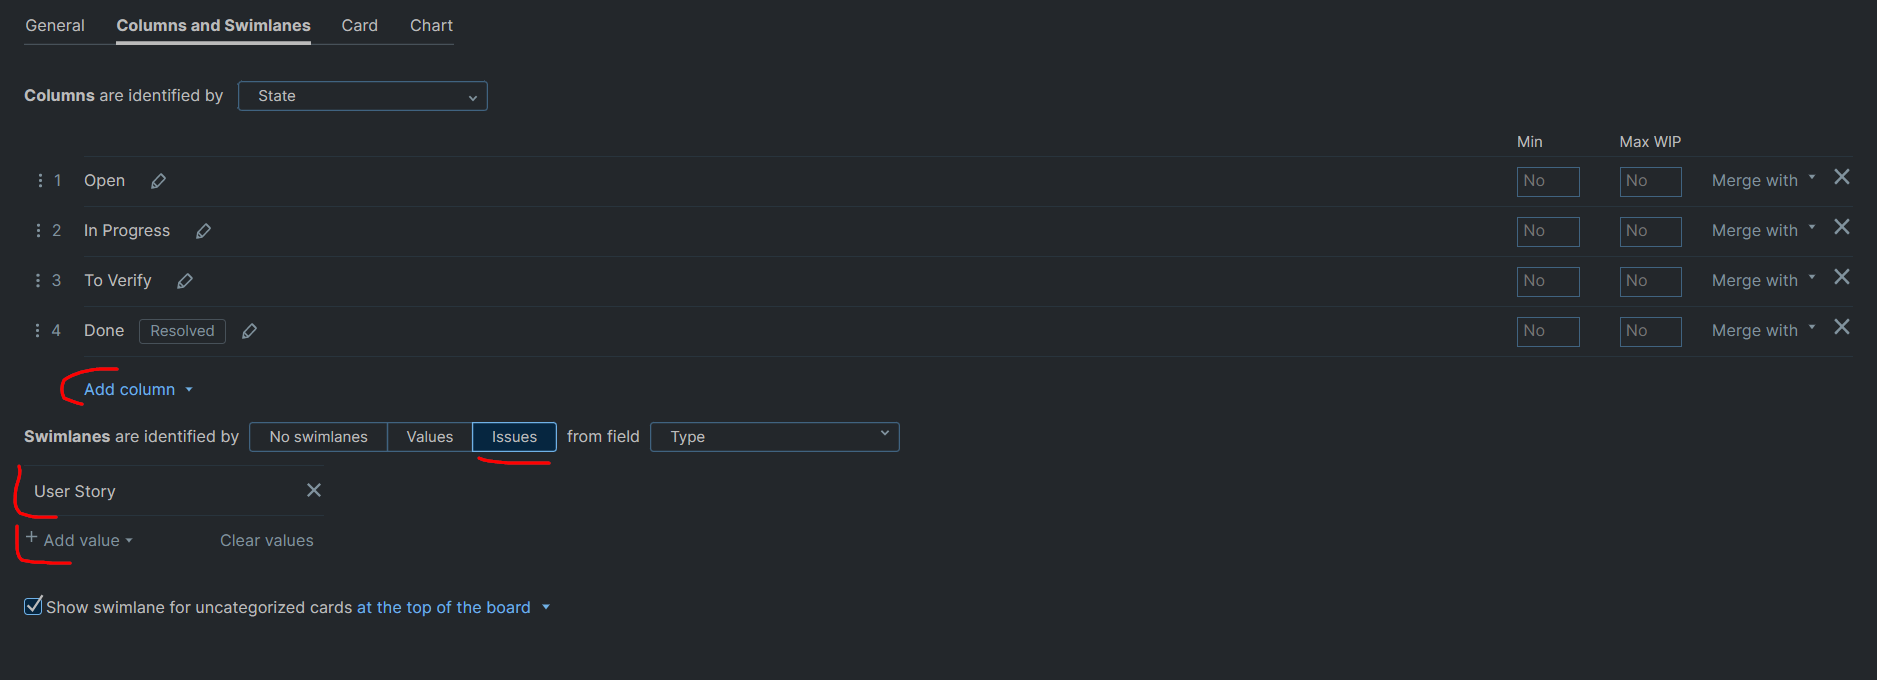 General Columns and Swimlanes Card Chart
Columns are identified by State
Min Max WIP
1 Open No No Merge with
2 In Progress No No Merge with
3 To Verify No No Merge with
4 Done Resolved No No Merge with
Add column
Swimlanes are identified by No swimlanes Values Issues from field Type
User Story
+ Add value Clear values
Show swimlane for uncategorized cards at the top of the board